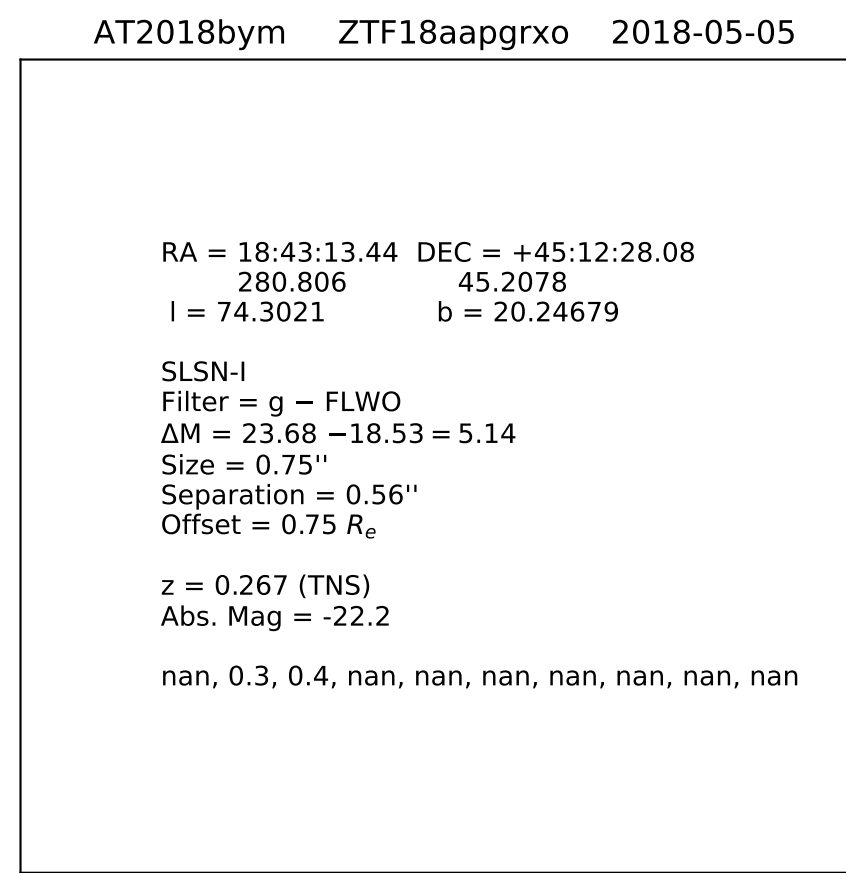 AT2018bym ZTF18aapgrxo 2018-05-05
RA = 18:43:13.44 DEC = +45:12:28.08
280.806 45.2078
l = 74.3021 b = 20.24679
SLSN-I
Filter = g − FLWO
ΔM = 23.68 −18.53 = 5.14
Size = 0.75''
Separation = 0.56''
Offset = 0.75 Re
z = 0.267 (TNS)
Abs. Mag = -22.2
nan, 0.3, 0.4, nan, nan, nan, nan, nan, nan, nan